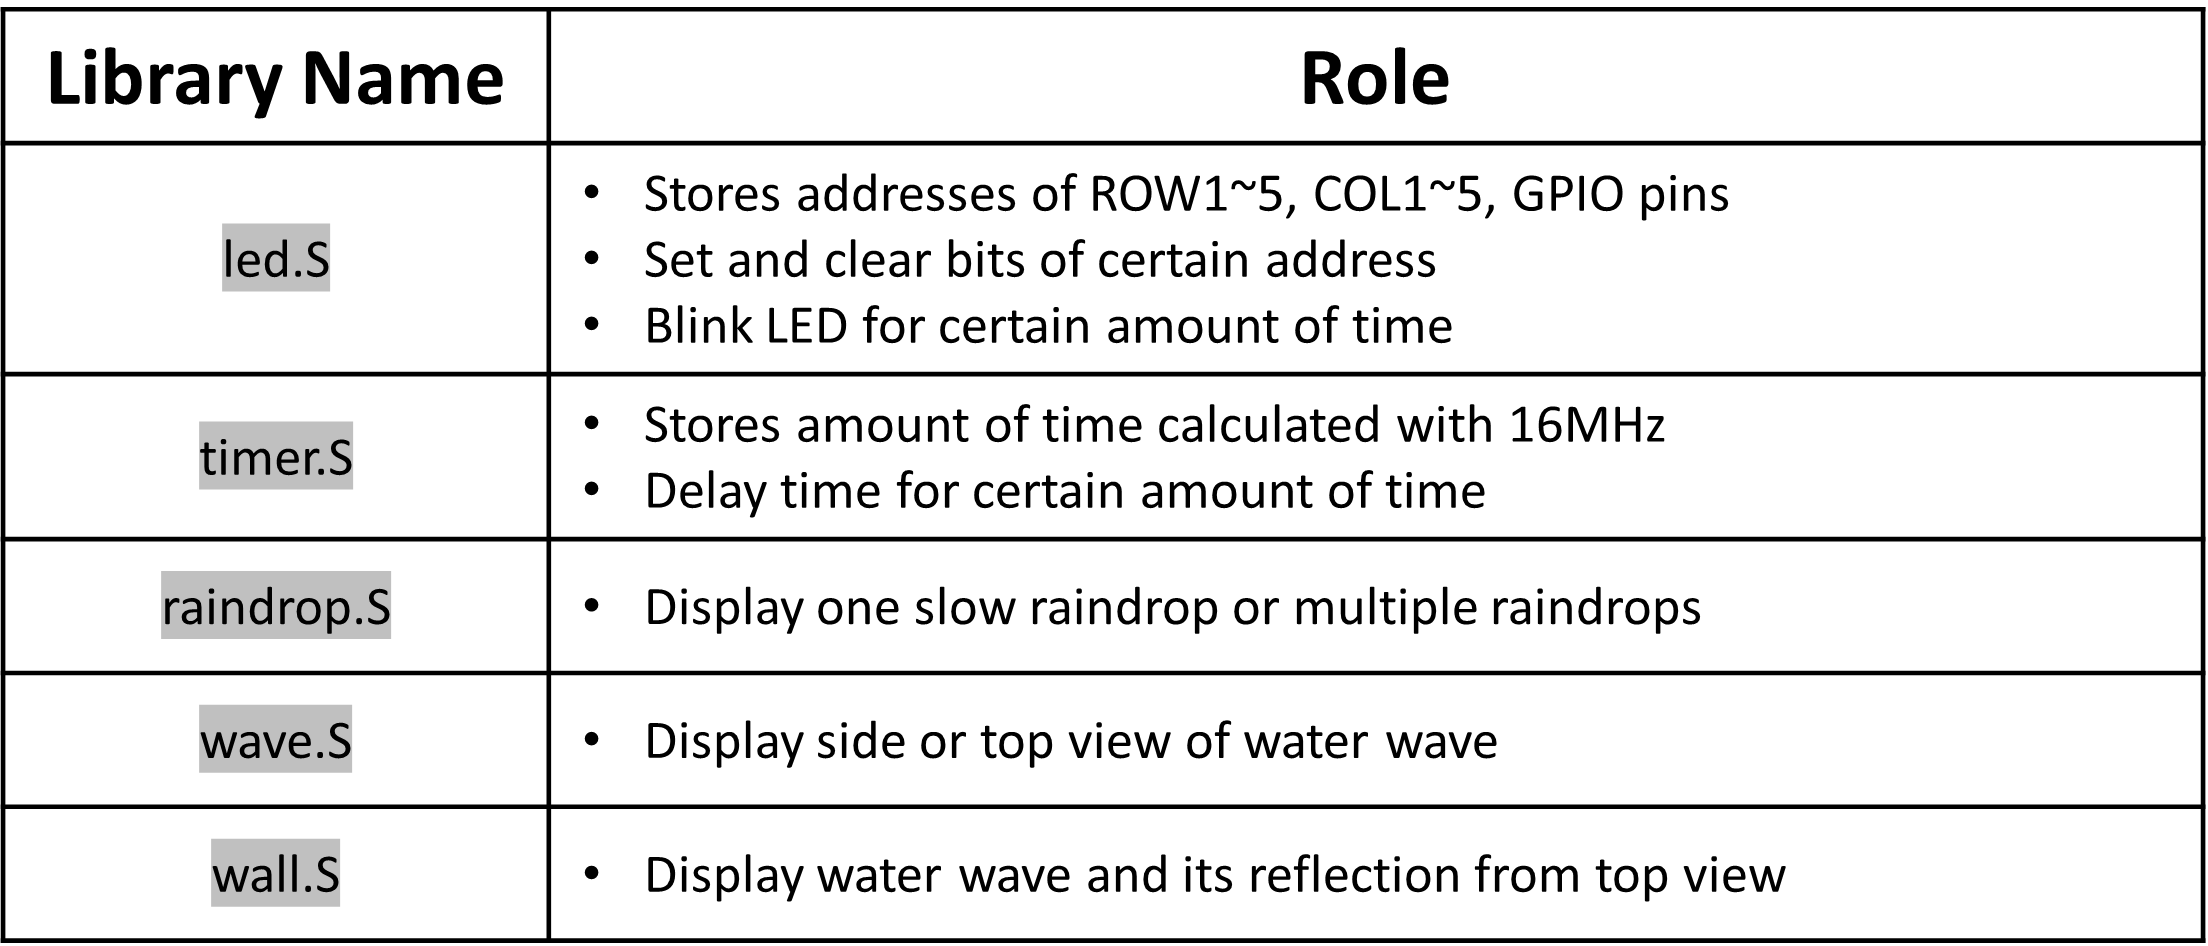 Library Name Role
led.S
• Stores addresses of ROW1~5, COL1~5, GPIO pins
• Set and clear bits of certain address
• Blink LED for certain amount of time
timer.S
• Stores amount of time calculated with 16MHz
• Delay time for certain amount of time
raindrop.S
• Display one slow raindrop or multiple raindrops
wave.S
• Display side or top view of water wave
wall.S
• Display water wave and its reflection from top view